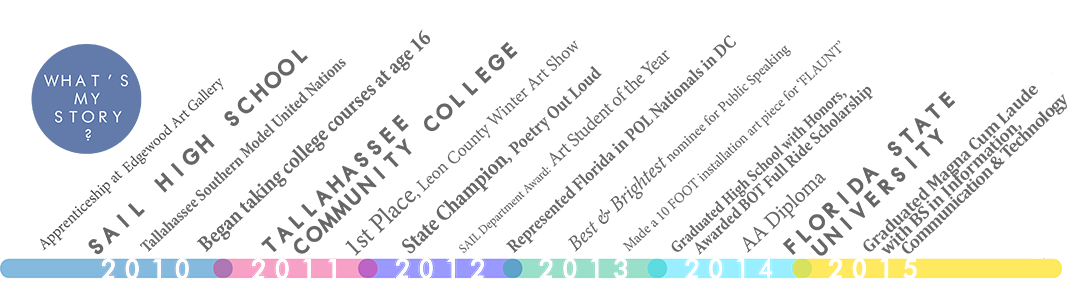 WHAT'S
MY
STORY
?
Apprenticeship at Edgewood Art Gallery
SAIL HIGH SCHOOL
Tallahassee Southern Model United Nations
Began taking college courses at age 16
TALLAHASSEE
COMMUNITY COLLEGE
1st Place, Leon County Winter Art Show
State Champion, Poetry Out Loud
SAIL Department Award: Art Student of the Year
Represented Florida in POL Nationals in DC
Best & Brightest nominee for Public Speaking
Made a 10 FOOT installation art piece for 'FLAUNT'
Graduated High School with Honors,
Awarded BOT Full Ride Scholarship
AA Diploma
FLORIDA STATE
UNIVERSITY
Graduated Magna Cum Laude
with BS in Information,
Communication & Technology
2010 2011 2012 2013 2014 2015